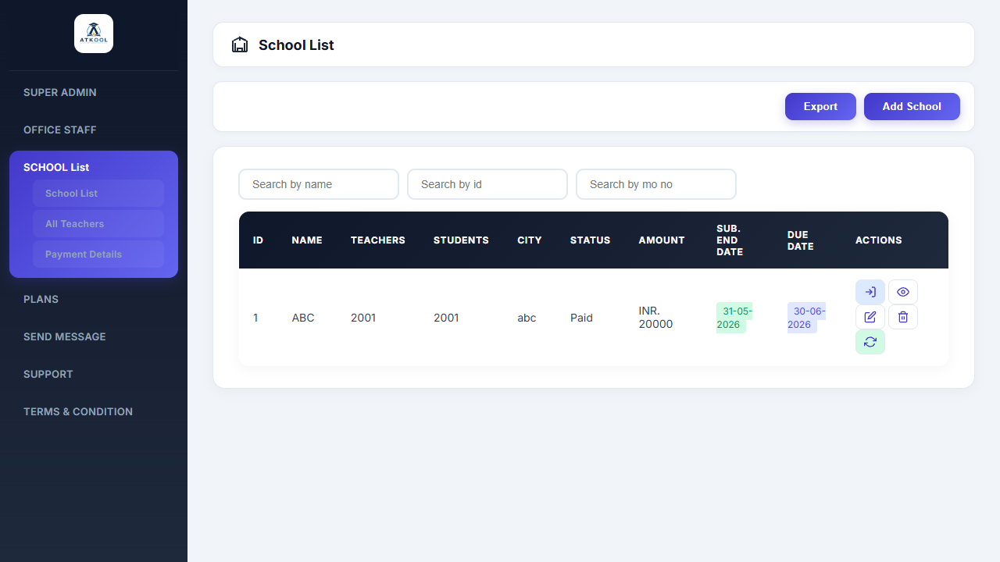 ATKOOL
SUPER ADMIN
OFFICE STAFF
SCHOOL List
School List
All Teachers
Payment Details
PLANS
SEND MESSAGE
SUPPORT
TERMS & CONDITION
School List
Export
Add School
Search by name
Search by id
Search by mo no
ID NAME TEACHERS STUDENTS CITY STATUS AMOUNT SUB. END DATE DUE DATE ACTIONS
1 ABC 2001 2001 abc Paid INR. 20000 31-05-2026 30-06-2026